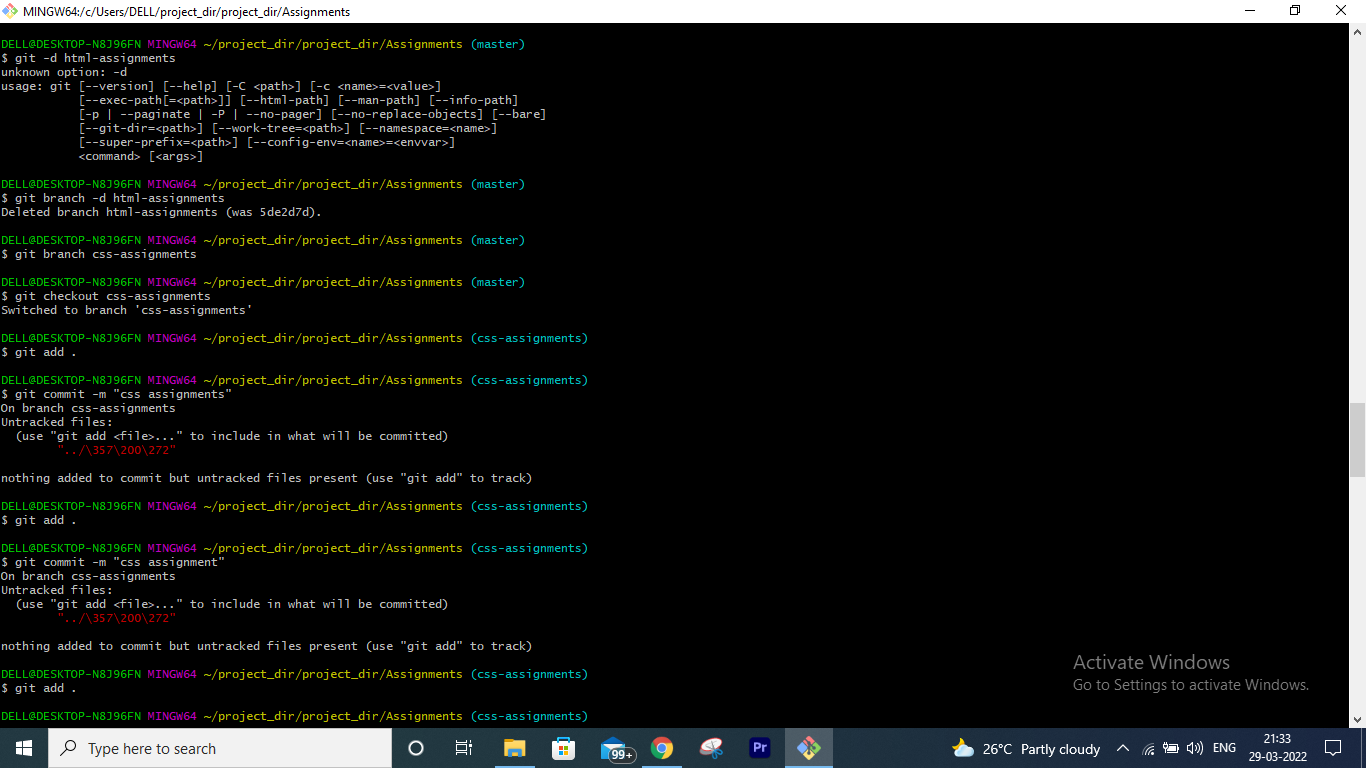 MINGW64:/c/Users/DELL/project_dir/project_dir/Assignments
DELL@DESKTOP-N8J96FN MINGW64 ~/project_dir/project_dir/Assignments (master)
$ git -d html-assignments
unknown option: -d
usage: git [--version] [--help] [-C <path>] [-c <name>=<value>]
           [--exec-path[=<path>]] [--html-path] [--man-path] [--info-path]
           [-p | --paginate | -P | --no-pager] [--no-replace-objects] [--bare]
           [--git-dir=<path>] [--work-tree=<path>] [--namespace=<name>]
           [--super-prefix=<path>] [--config-env=<name>=<envvar>]
           <command> [<args>]
DELL@DESKTOP-N8J96FN MINGW64 ~/project_dir/project_dir/Assignments (master)
$ git branch -d html-assignments
Deleted branch html-assignments (was 5de2d7d).
DELL@DESKTOP-N8J96FN MINGW64 ~/project_dir/project_dir/Assignments (master)
$ git branch css-assignments
DELL@DESKTOP-N8J96FN MINGW64 ~/project_dir/project_dir/Assignments (master)
$ git checkout css-assignments
Switched to branch 'css-assignments'
DELL@DESKTOP-N8J96FN MINGW64 ~/project_dir/project_dir/Assignments (css-assignments)
$ git add .
DELL@DESKTOP-N8J96FN MINGW64 ~/project_dir/project_dir/Assignments (css-assignments)
$ git commit -m "css assignments"
On branch css-assignments
Untracked files:
  (use "git add <file>..." to include in what will be committed)
        "../\357\200\272"
nothing added to commit but untracked files present (use "git add" to track)
DELL@DESKTOP-N8J96FN MINGW64 ~/project_dir/project_dir/Assignments (css-assignments)
$ git add .
DELL@DESKTOP-N8J96FN MINGW64 ~/project_dir/project_dir/Assignments (css-assignments)
$ git commit -m "css assignment"
On branch css-assignments
Untracked files:
  (use "git add <file>..." to include in what will be committed)
        "../\357\200\272"
nothing added to commit but untracked files present (use "git add" to track)
DELL@DESKTOP-N8J96FN MINGW64 ~/project_dir/project_dir/Assignments (css-assignments)
$ git add .
DELL@DESKTOP-N8J96FN MINGW64 ~/project_dir/project_dir/Assignments (css-assignments)
Activate Windows
Go to Settings to activate Windows.
Type here to search
99+
Pr
26°C Partly cloudy
ENG
21:33
29-03-2022